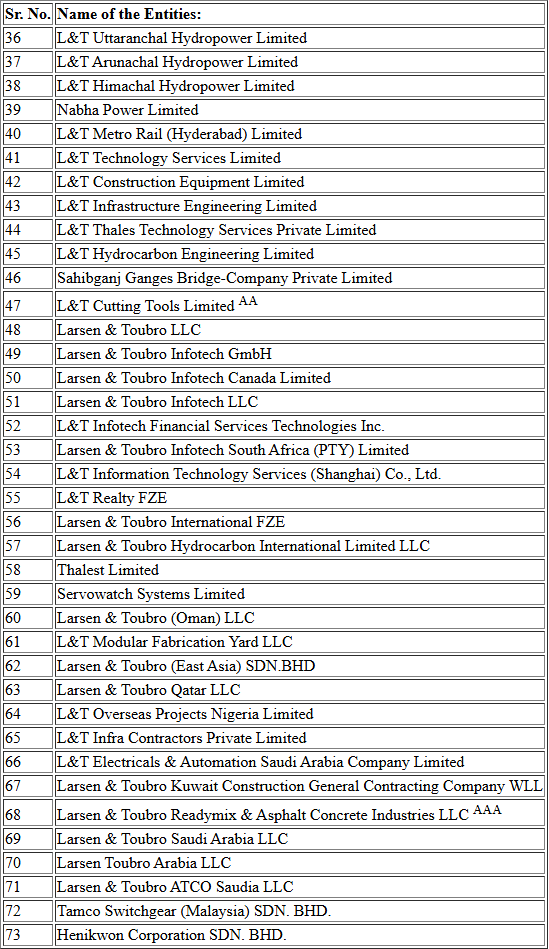 Sr. No. Name of the Entities:
36 L&T Uttaranchal Hydropower Limited
37 L&T Arunachal Hydropower Limited
38 L&T Himachal Hydropower Limited
39 Nabha Power Limited
40 L&T Metro Rail (Hyderabad) Limited
41 L&T Technology Services Limited
42 L&T Construction Equipment Limited
43 L&T Infrastructure Engineering Limited
44 L&T Thales Technology Services Private Limited
45 L&T Hydrocarbon Engineering Limited
46 Sahibganj Ganges Bridge-Company Private Limited
47 L&T Cutting Tools Limited AA
48 Larsen & Toubro LLC
49 Larsen & Toubro Infotech GmbH
50 Larsen & Toubro Infotech Canada Limited
51 Larsen & Toubro Infotech LLC
52 L&T Infotech Financial Services Technologies Inc.
53 Larsen & Toubro Infotech South Africa (PTY) Limited
54 L&T Information Technology Services (Shanghai) Co., Ltd.
55 L&T Realty FZE
56 Larsen & Toubro International FZE
57 Larsen & Toubro Hydrocarbon International Limited LLC
58 Thalest Limited
59 Servowatch Systems Limited
60 Larsen & Toubro (Oman) LLC
61 L&T Modular Fabrication Yard LLC
62 Larsen & Toubro (East Asia) SDN.BHD
63 Larsen & Toubro Qatar LLC
64 L&T Overseas Projects Nigeria Limited
65 L&T Infra Contractors Private Limited
66 L&T Electricals & Automation Saudi Arabia Company Limited
67 Larsen & Toubro Kuwait Construction General Contracting Company WLL
68 Larsen & Toubro Readymix & Asphalt Concrete Industries LLC AAA
69 Larsen & Toubro Saudi Arabia LLC
70 Larsen Toubro Arabia LLC
71 Larsen & Toubro ATCO Saudia LLC
72 Tamco Switchgear (Malaysia) SDN. BHD.
73 Henikwon Corporation SDN. BHD.